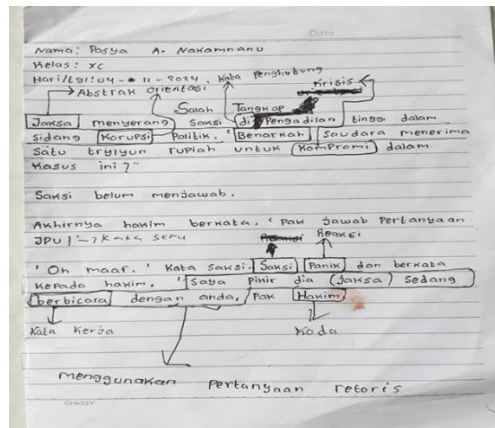 Date
Nama: Pasya A. Nakamnanu
Kelas: XC
Hari/Lgl: 04 - 11 - 2024, Kata Penghubung
Abstrak orientasi Krisis
Salah Tangkap
Jaksa menyerang saksi di Pengadilan tinggi dalam
sidang Korupsi Politik. "Benarkah Saudara menerima
Satu trylyun rupiah untuk Kompromi dalam
Kasus ini?"
Saksi belum menjawab.
Akhirnya hakim berkata. "Pak jawab Pertanyaan
JPU!" → Kata seru Reaksi
"Oh maaf." Kata saksi. Saksi Panik dan berkata
kepada hakim. "Saya Pikir dia (jaksa) Sedang
berbicara dengan anda, Pak Hakim"
Kata Kerja Koda
menggunakan Pertanyaan retoris